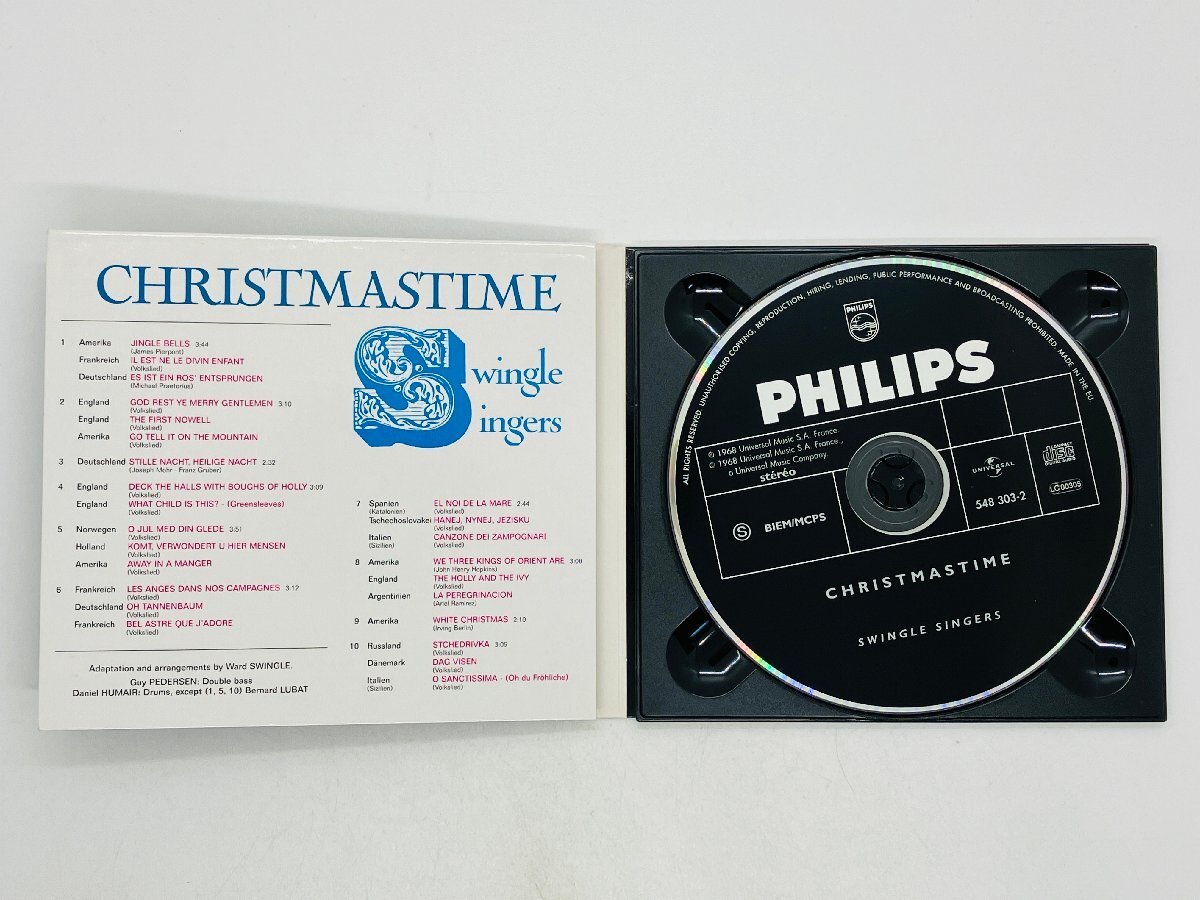 CHRISTMASTIME
Swingle
Singers
1 Amerika JINGLE BELLS 3:44
(James Pierpont)
Frankreich IL EST NE LE DIVIN ENFANT
(Volkslied)
Deutschland ES IST EIN ROS' ENTSPRUNGEN
(Michael Praetorius)
2 England GOD REST YE MERRY GENTLEMEN 3:10
(Volkslied)
England THE FIRST NOWELL
(Volkslied)
Amerika GO TELL IT ON THE MOUNTAIN
(Volkslied)
3 Deutschland STILLE NACHT, HEILIGE NACHT 2:32
(Joseph Mohr - Franz Gruber)
4 England DECK THE HALLS WITH BOUGHS OF HOLLY 3:09
(Volkslied)
England WHAT CHILD IS THIS? - (Greensleeves)
(Volkslied)
5 Norwegen O JUL MED DIN GLEDE 3:51
(Volkslied)
Holland KOMT, VERWONDERT U HIER MENSEN
(Volkslied)
Amerika AWAY IN A MANGER
(Volkslied)
6 Frankreich LES ANGES DANS NOS CAMPAGNES 3:12
(Volkslied)
Deutschland OH TANNENBAUM
(Volkslied)
Frankreich BEL ASTRE QUE J'ADORE
(Volkslied)
Adaptation and arrangements by Ward SWINGLE.
Guy PEDERSEN: Double bass
Daniel HUMAIR: Drums, except (1, 5, 10) Bernard LUBAT
7 Spanien EL NOI DE LA MARE 2:44
(Katalonien) (Volkslied)
Tschechoslovakei HANEJ, NYNEJ, JEZISKU
(Volkslied)
Italien CANZONE DEI ZAMPOGNARI
(Sizilien) (Volkslied)
8 Amerika WE THREE KINGS OF ORIENT ARE 3:08
(John Henry Hopkins)
England THE HOLLY AND THE IVY
(Volkslied)
Argentinien LA PEREGRINACION
(Ariel Ramirez)
9 Amerika WHITE CHRISTMAS 2:10
(Irving Berlin)
10 Russland STCHEDRIVKA 3:05
(Volkslied)
Dänemark DAG VISEN
(Volkslied)
Italien O SANCTISSIMA - (Oh du Fröhliche)
(Sizilien) (Volkslied)
ALL RIGHTS RESERVED. UNAUTHORISED COPYING, REPRODUCTION, HIRING, LENDING, PUBLIC PERFORMANCE AND BROADCASTING PROHIBITED. MADE IN THE EU.
PHILIPS
PHILIPS
℗ 1968 Universal Music S.A. France.
© 1968 Universal Music S.A. France.,
a Universal Music Company.
stéréo
UNIVERSAL
COMPACT
disc
DIGITAL AUDIO
548 303-2
LC 00305
S BIEM/MCPS
CHRISTMASTIME
SWINGLE SINGERS